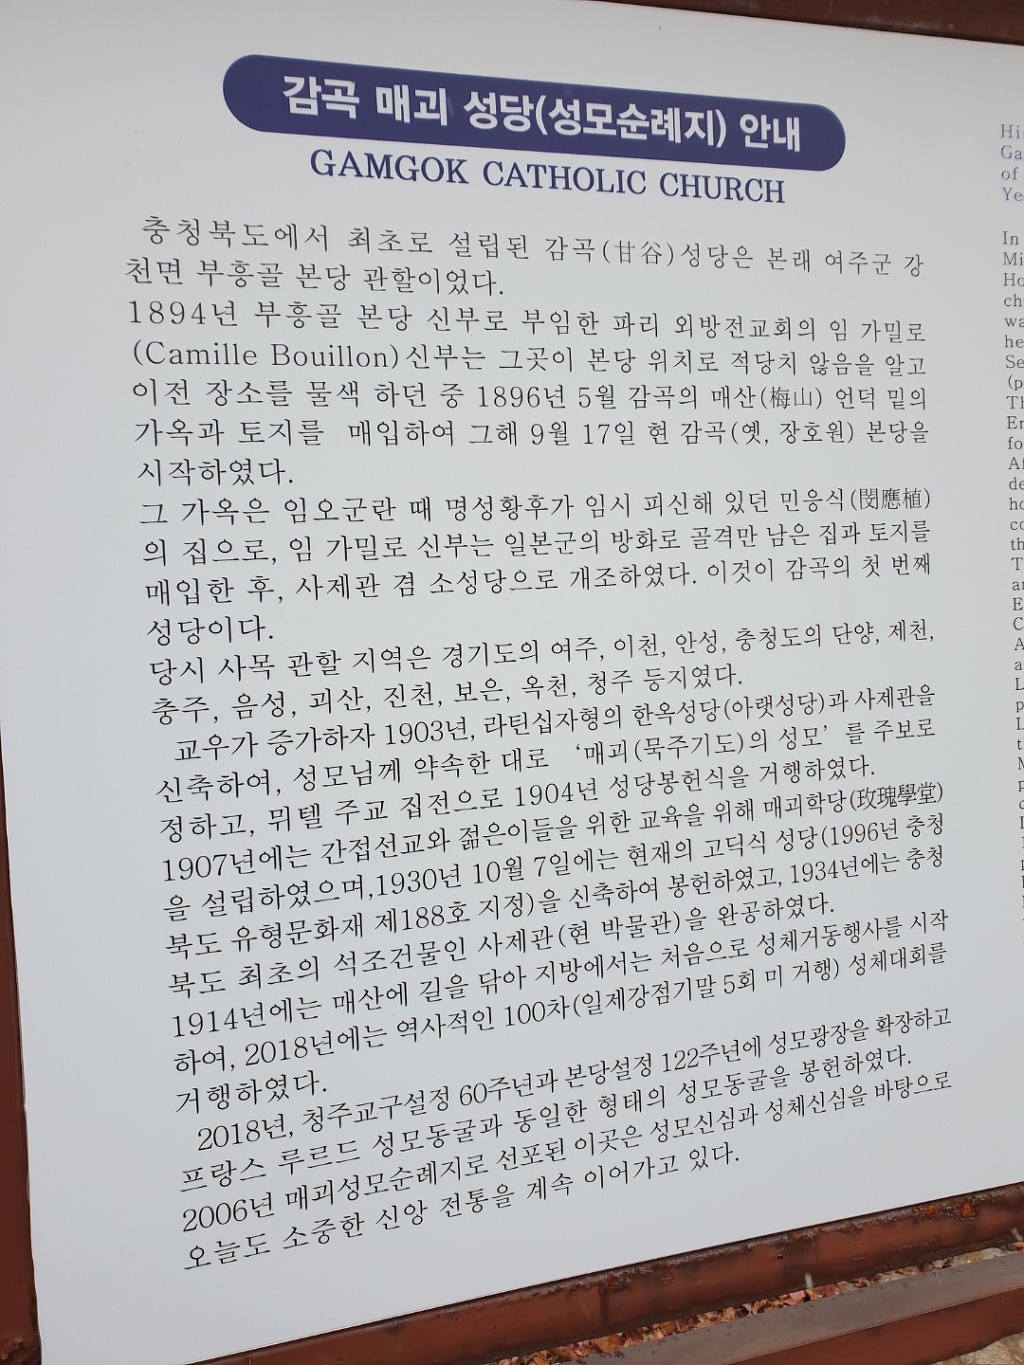 감곡 매괴 성당(성모순례지) 안내
GAMGOK CATHOLIC CHURCH
충청북도에서 최초로 설립된 감곡(甘谷)성당은 본래 여주군 강
천면 부흥골 본당 관할이었다.
1894년 부흥골 본당 신부로 부임한 파리 외방전교회의 임 가밀로
(Camille Bouillon)신부는 그곳이 본당 위치로 적당치 않음을 알고
이전 장소를 물색 하던 중 1896년 5월 감곡의 매산(梅山) 언덕 밑의
가옥과 토지를 매입하여 그해 9월 17일 현 감곡(옛, 장호원) 본당을
시작하였다.
그 가옥은 임오군란 때 명성황후가 임시 피신해 있던 민응식(閔應植)
의 집으로, 임 가밀로 신부는 일본군의 방화로 골격만 남은 집과 토지를
매입한 후, 사제관 겸 소성당으로 개조하였다. 이것이 감곡의 첫 번째
성당이다.
당시 사목 관할 지역은 경기도의 여주, 이천, 안성, 충청도의 단양, 제천,
충주, 음성, 괴산, 진천, 보은, 옥천, 청주 등지였다.
교우가 증가하자 1903년, 라틴십자형의 한옥성당(아랫성당)과 사제관을
신축하여, 성모님께 약속한 대로 ‘매괴(묵주기도)의 성모’를 주보로
정하고, 뮈텔 주교 집전으로 1904년 성당봉헌식을 거행하였다.
1907년에는 간접선교와 젊은이들을 위한 교육을 위해 매괴학당(玫瑰學堂)
을 설립하였으며,1930년 10월 7일에는 현재의 고딕식 성당(1996년 충청
북도 유형문화재 제188호 지정)을 신축하여 봉헌하였고, 1934년에는 충청
북도 최초의 석조건물인 사제관(현 박물관)을 완공하였다.
1914년에는 매산에 길을 닦아 지방에서는 처음으로 성체거동행사를 시작
하여, 2018년에는 역사적인 100차(일제강점기말 5회 미 거행) 성체대회를
거행하였다.
2018년, 청주교구설정 60주년과 본당설정 122주년에 성모광장을 확장하고
프랑스 루르드 성모동굴과 동일한 형태의 성모동굴을 봉헌하였다.
2006년 매괴성모순례지로 선포된 이곳은 성모신심과 성체신심을 바탕으로
오늘도 소중한 신앙 전통을 계속 이어가고 있다.